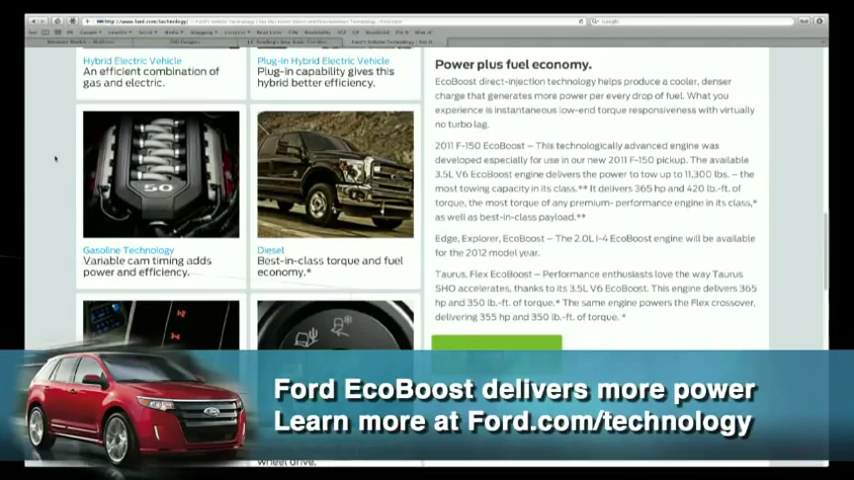 http://www.ford.com/technology/
Google
Hybrid Electric Vehicle
An efficient combination of
gas and electric.
Plug-in Hybrid Electric Vehicle
Plug-in capability gives this
hybrid better efficiency.
5.0
Gasoline Technology
Variable cam timing adds
power and efficiency.
Diesel
Best-in-class torque and fuel
economy.*
Power plus fuel economy.
EcoBoost direct-injection technology helps produce a cooler, denser
charge that generates more power per every drop of fuel. What you
experience is instantaneous low-end torque responsiveness with virtually
no turbo lag.
2011 F-150 EcoBoost – This technologically advanced engine was
developed especially for use in our new 2011 F-150 pickup. The available
3.5L V6 EcoBoost engine delivers the power to tow up to 11,300 lbs. – the
most towing capacity in its class.** It delivers 365 hp and 420 lb.-ft. of
torque, the most torque of any premium- performance engine in its class,*
as well as best-in-class payload.**
Edge, Explorer, EcoBoost – The 2.0L I-4 EcoBoost engine will be available
for the 2012 model year.
Taurus, Flex EcoBoost – Performance enthusiasts love the way Taurus
SHO accelerates, thanks to its 3.5L V6 EcoBoost. This engine delivers 365
hp and 350 lb.-ft. of torque.* The same engine powers the Flex crossover,
delivering 355 hp and 350 lb.-ft. of torque. *
Ford EcoBoost delivers more power
Learn more at Ford.com/technology
Ford
wheel drive.